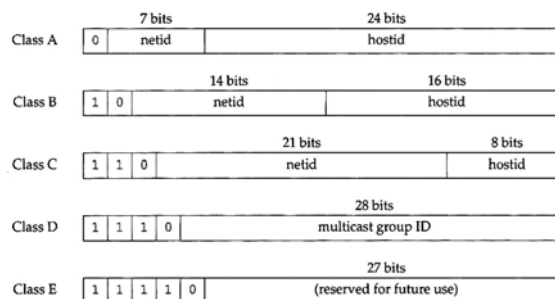 7 bits 24 bits
Class A 0 netid hostid
14 bits 16 bits
Class B 1 0 netid hostid
21 bits 8 bits
Class C 1 1 0 netid hostid
28 bits
Class D 1 1 1 0 multicast group ID
27 bits
Class E 1 1 1 1 0 (reserved for future use)